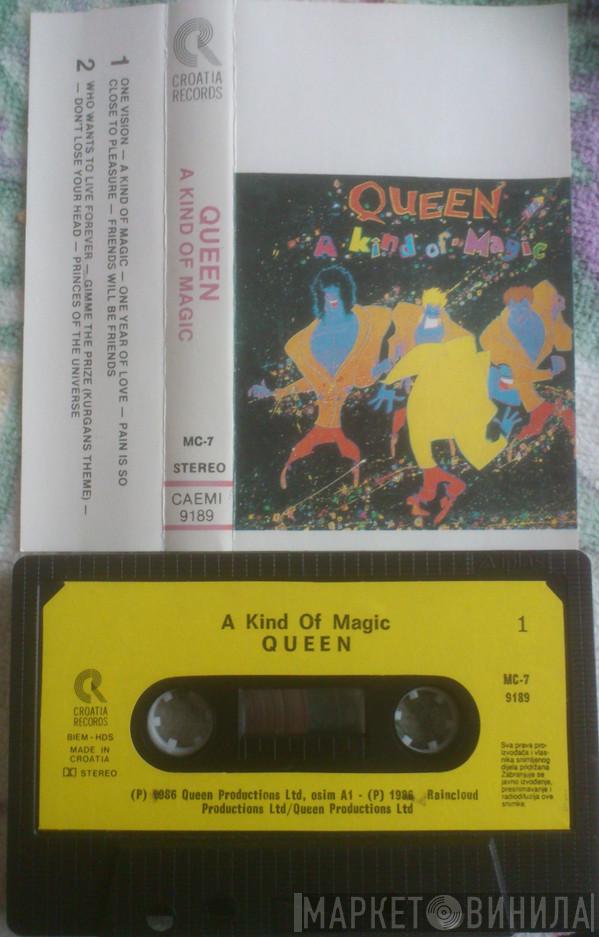 1 ONE VISION — A KIND OF MAGIC — ONE YEAR OF LOVE — PAIN IS SO
CLOSE TO PLEASURE — FRIENDS WILL BE FRIENDS
2 WHO WANTS TO LIVE FOREVER — GIMME THE PRIZE (KURGANS THEME) —
— DON'T LOSE YOUR HEAD — PRINCES OF THE UNIVERSE
CROATIA
RECORDS
QUEEN
A KIND OF MAGIC
MC-7
STEREO
CAEMI
9189
QUEEN
A kind of Magic
A Kind Of Magic
QUEEN
1
CROATIA
RECORDS
BIEM - HDS
MADE IN
CROATIA
STEREO
MC-7
9189
Sva prava pro-
izvođača i vlas-
nika snimljenog
dijela pridržana
Zabranjuje se
javno izvođenje,
presnimavanje i
radiodifuzija ove
snimke.
(P) 1986 Queen Productions Ltd, osim A1 - (P) 1986 Raincloud
Productions Ltd/Queen Productions Ltd
МАРКЕТ ВИНИЛА